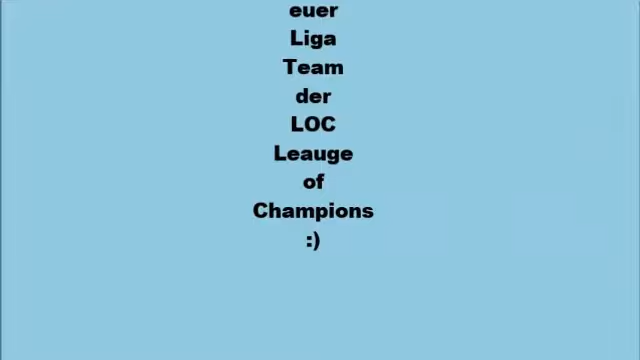 euer
Liga
Team
der
LOC
Leauge
of
Champions
:)